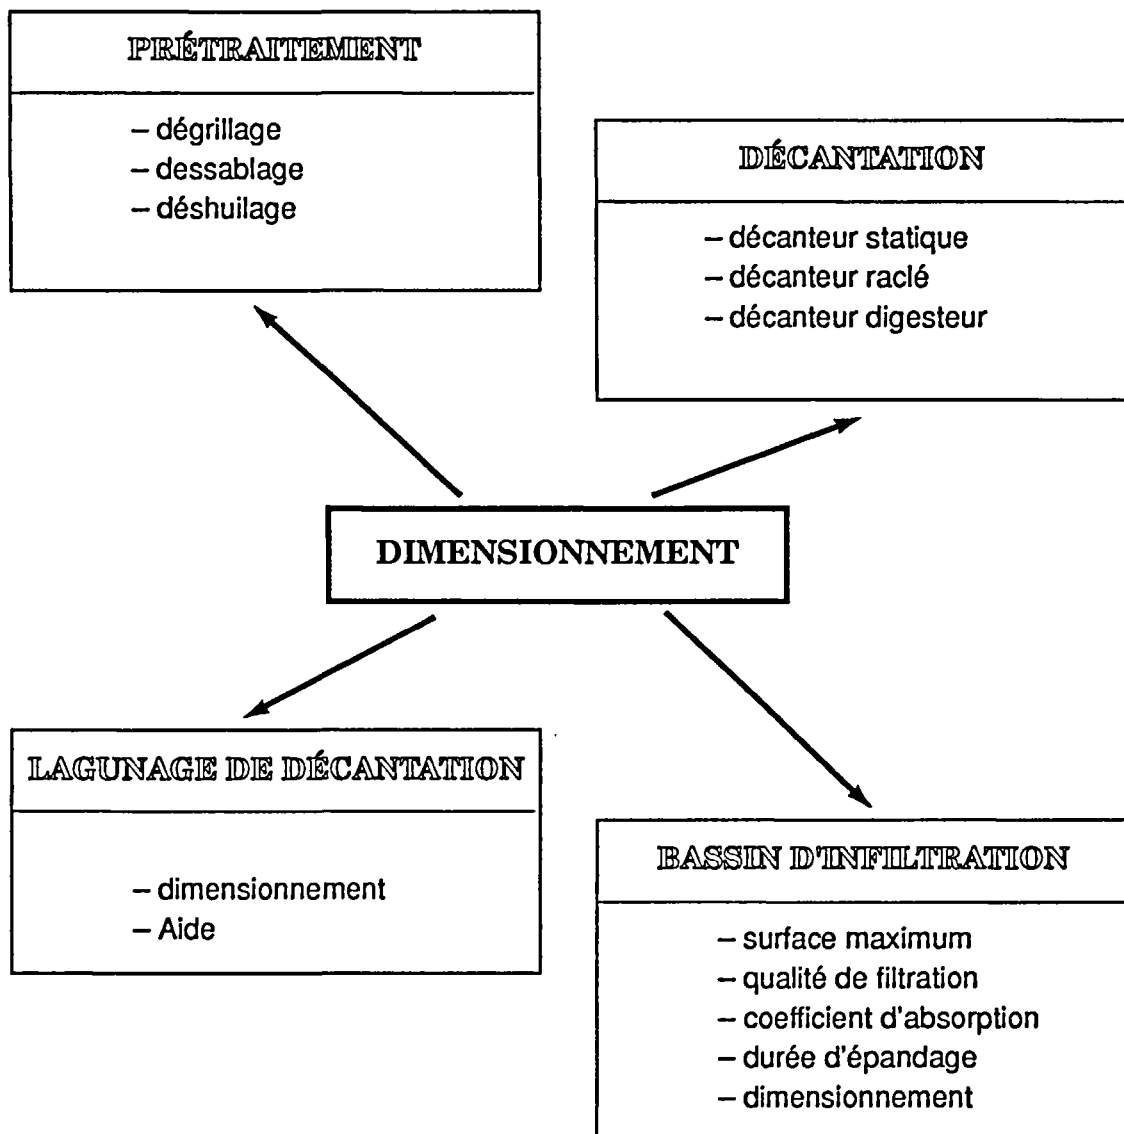 PRÉTRAITEMENT
– dégrillage
– dessablage
– déshuilage
DÉCANTATION
– décanteur statique
– décanteur raclé
– décanteur digesteur
DIMENSIONNEMENT
LAGUNAGE DE DÉCANTATION
– dimensionnement
– Aide
BASSIN D'INFILTRATION
– surface maximum
– qualité de filtration
– coefficient d'absorption
– durée d'épandage
– dimensionnement